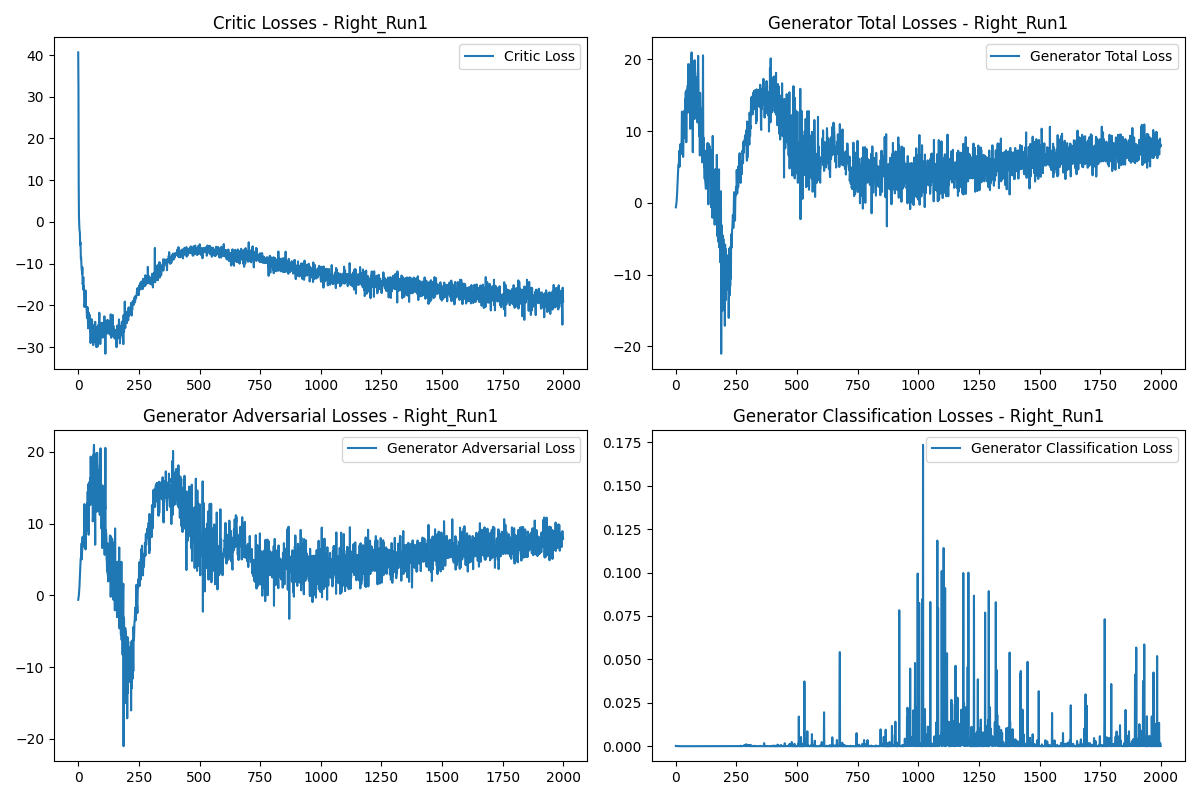 Critic Losses - Right_Run1
Critic Loss
40
30
20
10
0
−10
−20
−30
0 250 500 750 1000 1250 1500 1750 2000
Generator Total Losses - Right_Run1
Generator Total Loss
20
10
0
−10
−20
0 250 500 750 1000 1250 1500 1750 2000
Generator Adversarial Losses - Right_Run1
Generator Adversarial Loss
20
10
0
−10
−20
0 250 500 750 1000 1250 1500 1750 2000
Generator Classification Losses - Right_Run1
Generator Classification Loss
0.175
0.150
0.125
0.100
0.075
0.050
0.025
0.000
0 250 500 750 1000 1250 1500 1750 2000